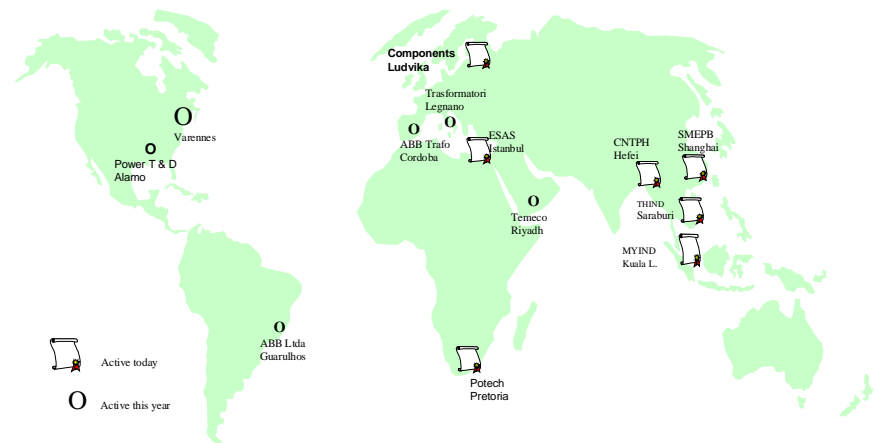 Components
Ludvika
Trasformatori
Legnano
O
Varennes
O
Power T & D
Alamo
O
ABB Trafo
Cordoba
O
ESAS
Istanbul
CNTPH
Hefei
SMEPB
Shanghai
O
Temeco
Riyadh
THIND
Saraburi
MYIND
Kuala L.
O
ABB Ltda
Guarulhos
Active today
Potech
Pretoria
O Active this year